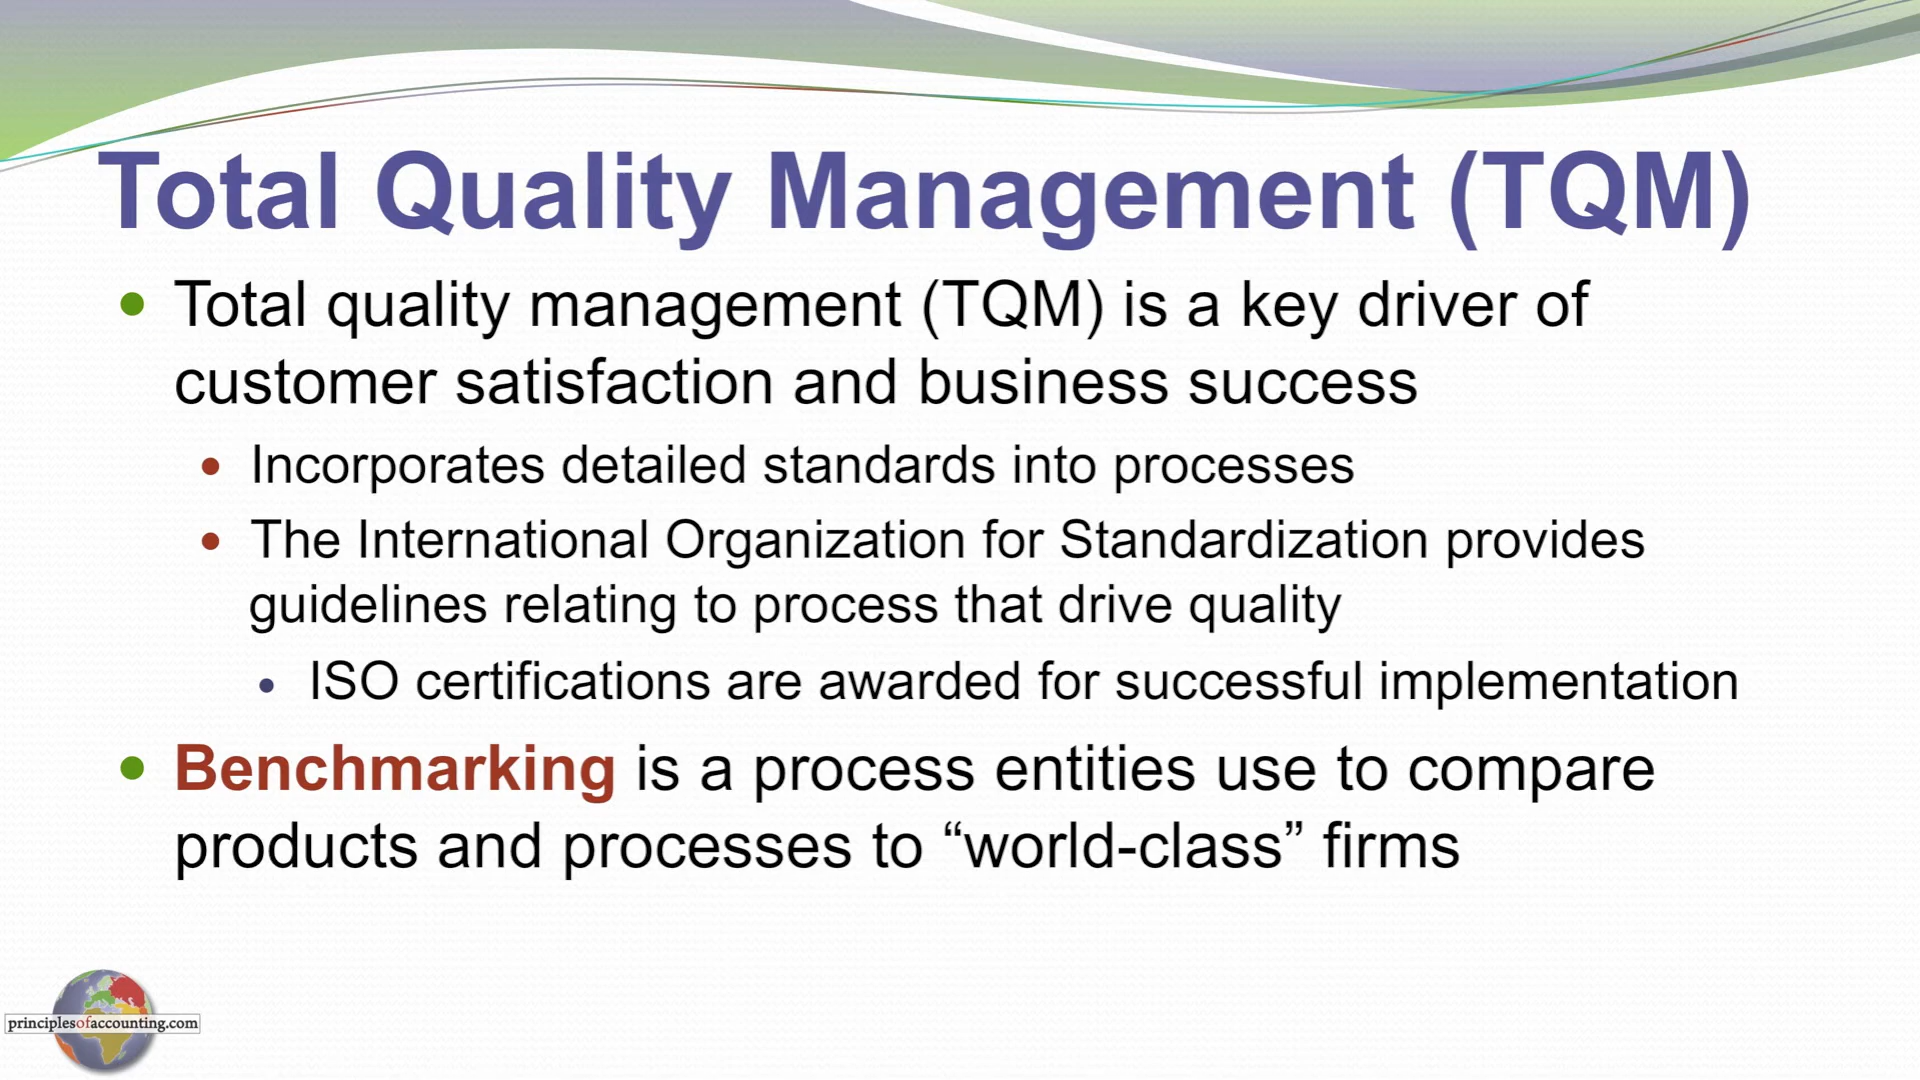 Total Quality Management (TQM)
• Total quality management (TQM) is a key driver of
customer satisfaction and business success
• Incorporates detailed standards into processes
• The International Organization for Standardization provides
guidelines relating to process that drive quality
• ISO certifications are awarded for successful implementation
• Benchmarking is a process entities use to compare
products and processes to “world-class” firms
principlesofaccounting.com